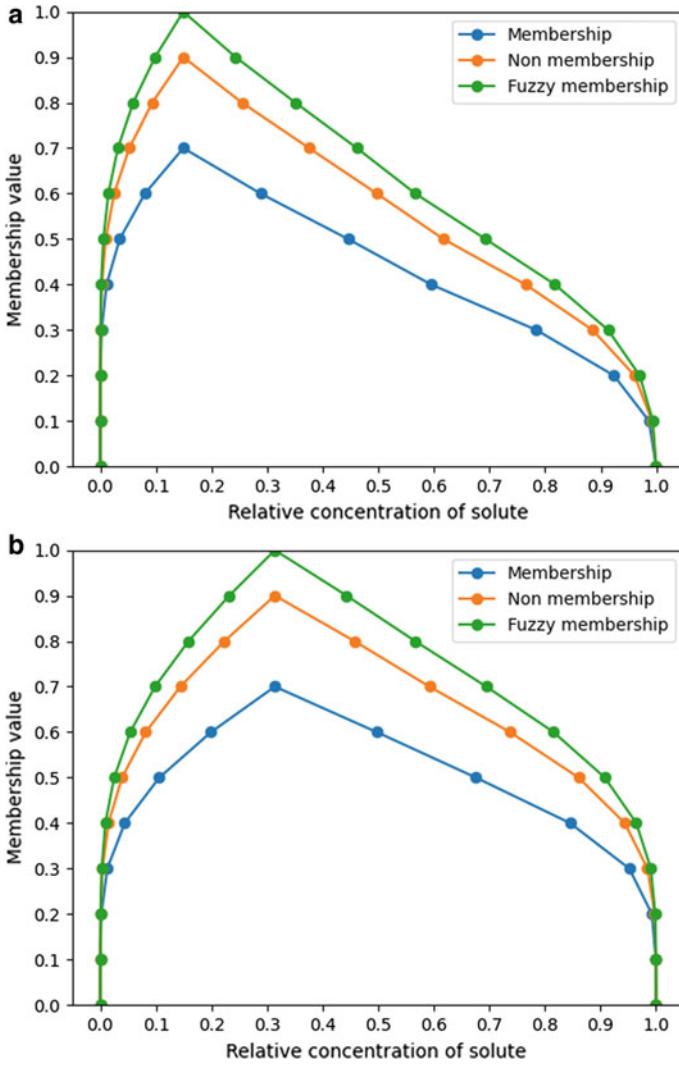 a
1.0
0.9
0.8
0.7
0.6
0.5
0.4
0.3
0.2
0.1
0.0
Membership value
Membership
Non membership
Fuzzy membership
0.0 0.1 0.2 0.3 0.4 0.5 0.6 0.7 0.8 0.9 1.0
Relative concentration of solute
b
1.0
0.9
0.8
0.7
0.6
0.5
0.4
0.3
0.2
0.1
0.0
Membership value
Membership
Non membership
Fuzzy membership
0.0 0.1 0.2 0.3 0.4 0.5 0.6 0.7 0.8 0.9 1.0
Relative concentration of solute